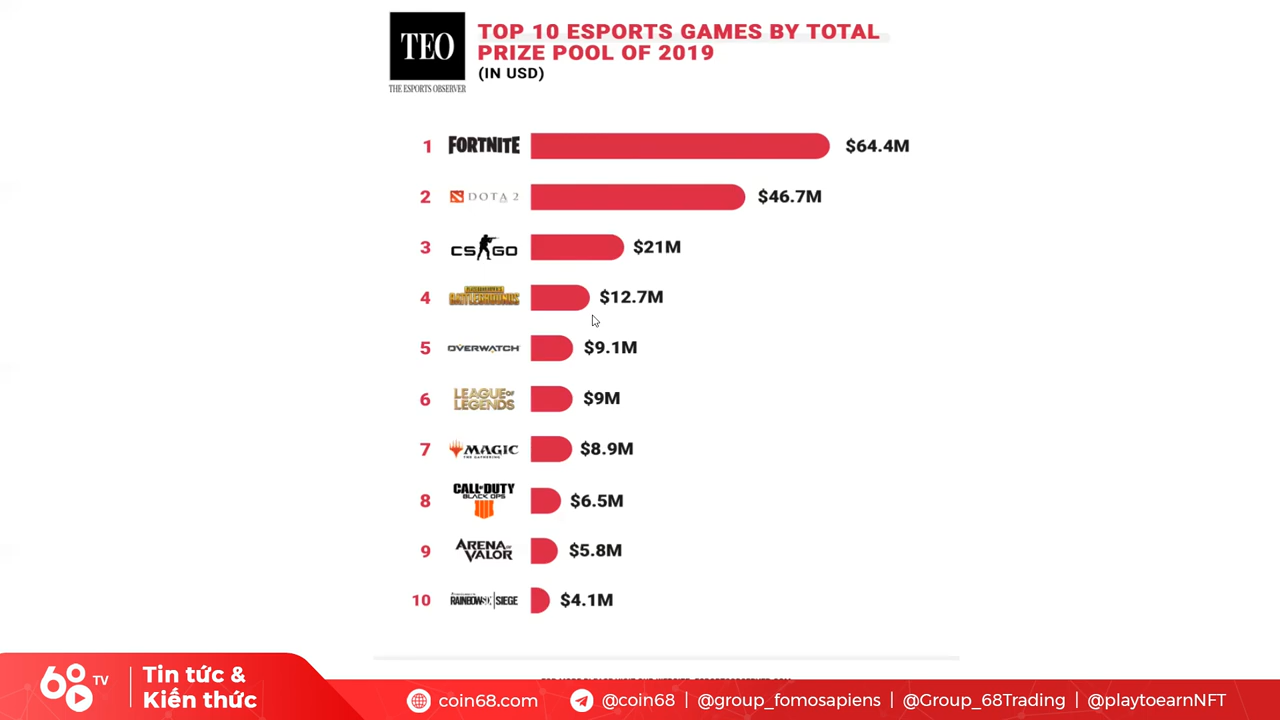 TEO
THE ESPORTS OBSERVER
TOP 10 ESPORTS GAMES BY TOTAL
PRIZE POOL OF 2019
(IN USD)
1 FORTNITE $64.4M
2 DOTA 2 $46.7M
3 CS GO $21M
4 BATTLEGROUNDS $12.7M
5 OVERWATCH $9.1M
6 LEAGUE OF LEGENDS $9M
7 MAGIC THE GATHERING $8.9M
8 CALL OF DUTY BLACK OPS IIII $6.5M
9 ARENA OF VALOR $5.8M
10 RAINBOW SIX SIEGE $4.1M
68 TV
Tin tức &
Kiến thức
coin68.com @coin68 | @group_fomosapiens | @Group_68Trading | @playtoearnNFT